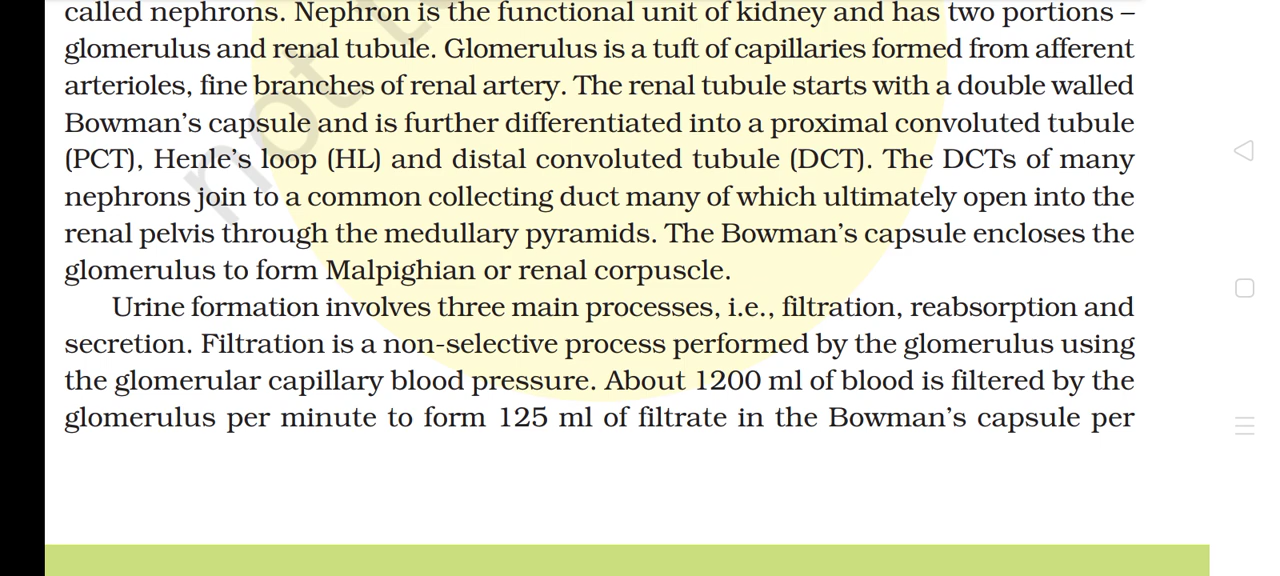 called nephrons. Nephron is the functional unit of kidney and has two portions –
glomerulus and renal tubule. Glomerulus is a tuft of capillaries formed from afferent
arterioles, fine branches of renal artery. The renal tubule starts with a double walled
Bowman’s capsule and is further differentiated into a proximal convoluted tubule
(PCT), Henle’s loop (HL) and distal convoluted tubule (DCT). The DCTs of many
nephrons join to a common collecting duct many of which ultimately open into the
renal pelvis through the medullary pyramids. The Bowman’s capsule encloses the
glomerulus to form Malpighian or renal corpuscle.
Urine formation involves three main processes, i.e., filtration, reabsorption and
secretion. Filtration is a non-selective process performed by the glomerulus using
the glomerular capillary blood pressure. About 1200 ml of blood is filtered by the
glomerulus per minute to form 125 ml of filtrate in the Bowman’s capsule per
not